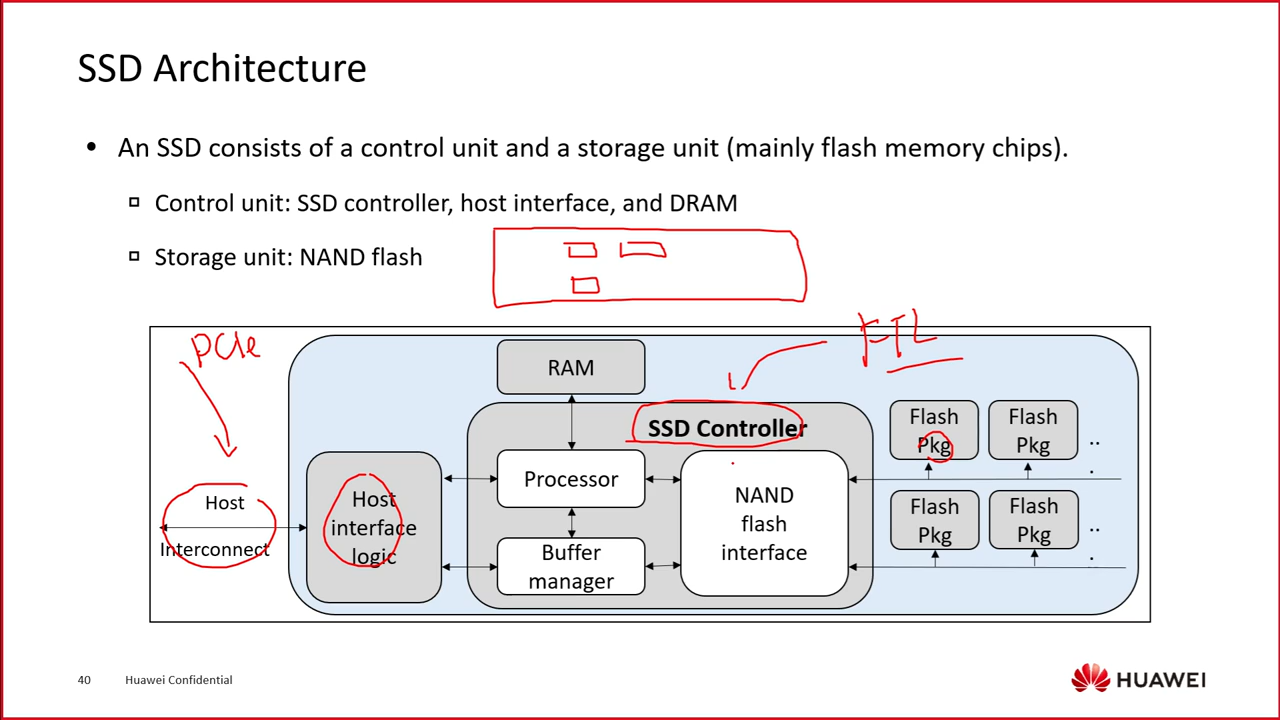 SSD Architecture
• An SSD consists of a control unit and a storage unit (mainly flash memory chips).
Control unit: SSD controller, host interface, and DRAM
Storage unit: NAND flash
PCIe
FTL
RAM
SSD Controller
Flash
Pkg
Flash
Pkg
..
.
Host
Interconnect
Host
interface
logic
Processor
Buffer
manager
NAND
flash
interface
Flash
Pkg
Flash
Pkg
..
.
40
Huawei Confidential
HUAWEI